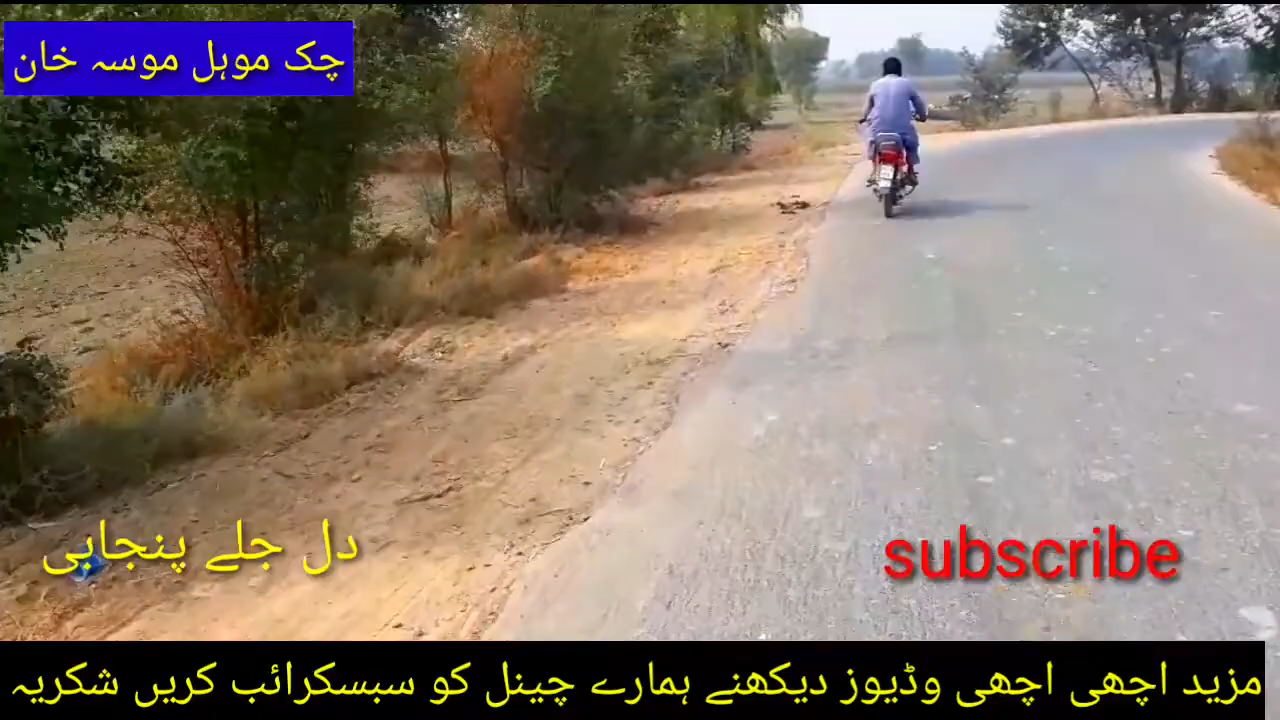 چک موہل موسہ خان
دل جلے پنجابی
subscribe
مزید اچھی اچھی وڈیوز دیکھنے ہمارے چینل کو سبسکرائب کریں شکریہ